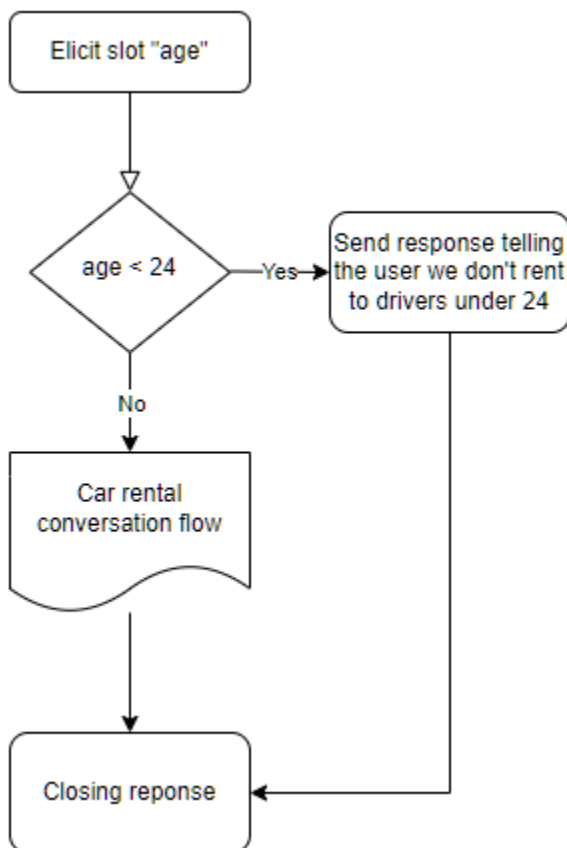 Elicit slot "age"
age < 24
Yes
Send response telling
the user we don't rent
to drivers under 24
No
Car rental
conversation flow
Closing reponse